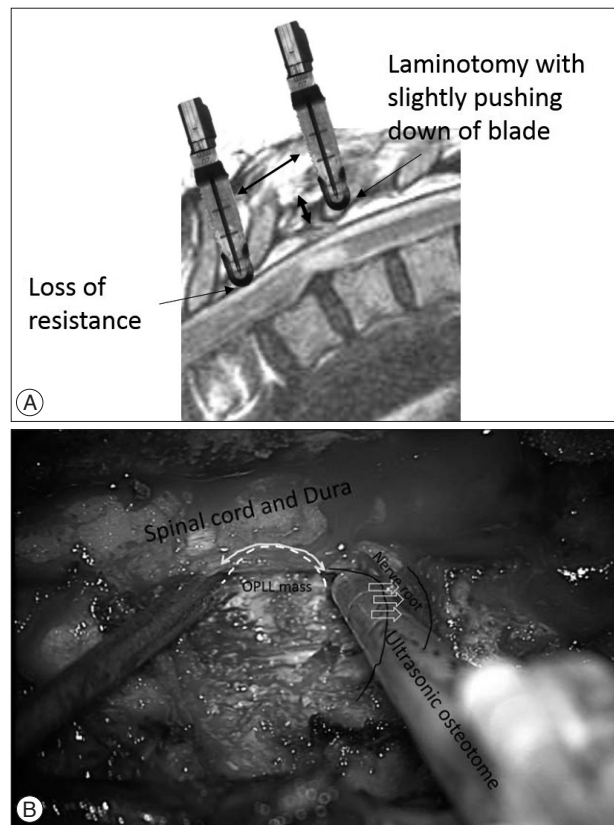 Laminotomy with
slightly pushing
down of blade
Loss of
resistance
A
Spinal cord and Dura
OPLL mass
Nerve root
Ultrasonic osteotome
B